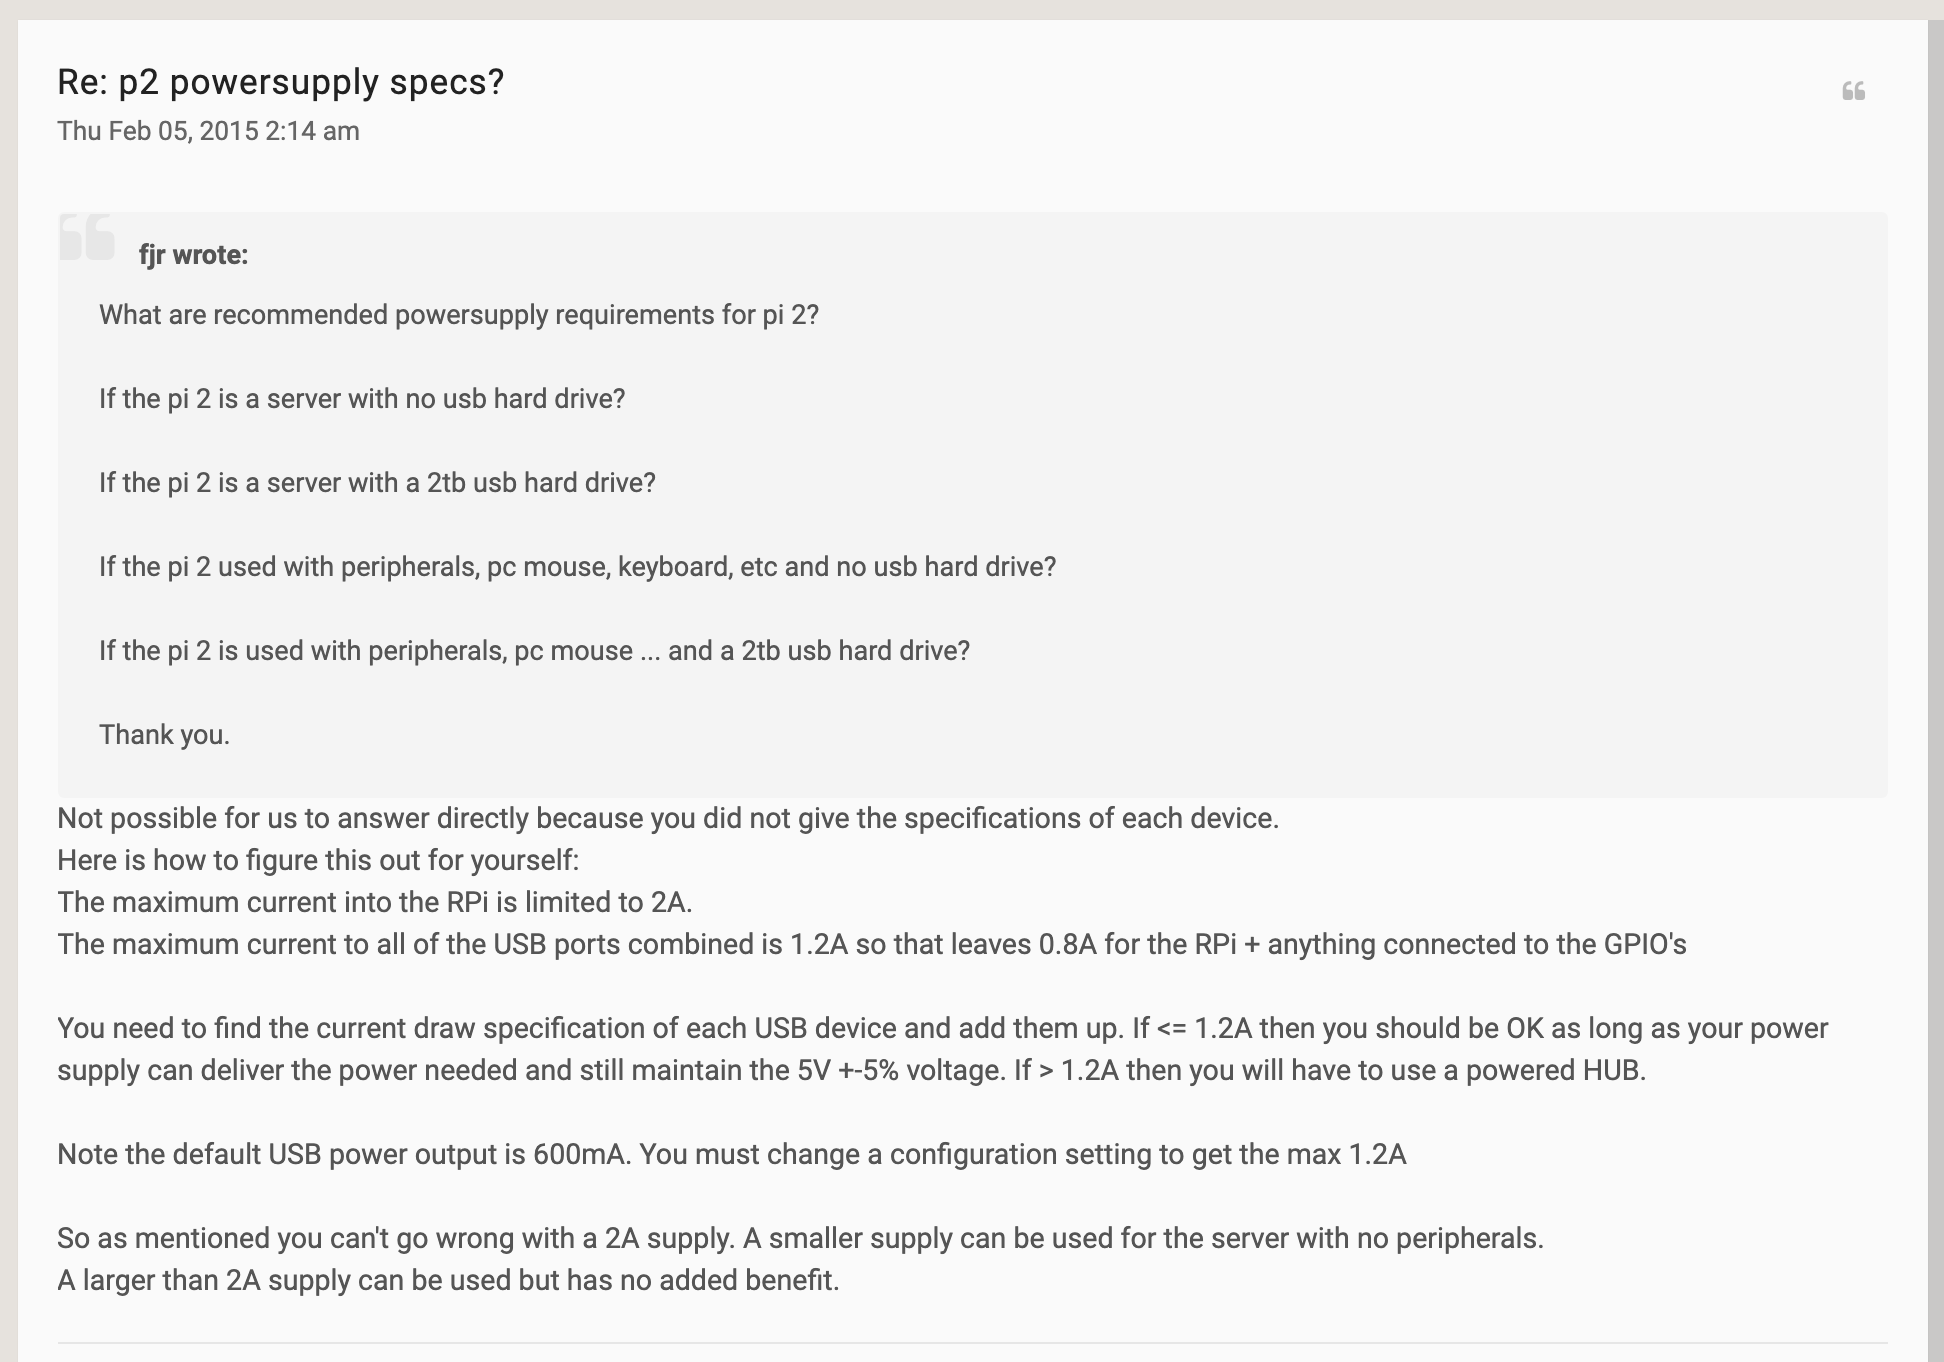 Re: p2 powersupply specs?
Thu Feb 05, 2015 2:14 am
fjr wrote:
What are recommended powersupply requirements for pi 2?
If the pi 2 is a server with no usb hard drive?
If the pi 2 is a server with a 2tb usb hard drive?
If the pi 2 used with peripherals, pc mouse, keyboard, etc and no usb hard drive?
If the pi 2 is used with peripherals, pc mouse ... and a 2tb usb hard drive?
Thank you.
Not possible for us to answer directly because you did not give the specifications of each device.
Here is how to figure this out for yourself:
The maximum current into the RPi is limited to 2A.
The maximum current to all of the USB ports combined is 1.2A so that leaves 0.8A for the RPi + anything connected to the GPIO's
You need to find the current draw specification of each USB device and add them up. If <= 1.2A then you should be OK as long as your power
supply can deliver the power needed and still maintain the 5V +-5% voltage. If > 1.2A then you will have to use a powered HUB.
Note the default USB power output is 600mA. You must change a configuration setting to get the max 1.2A
So as mentioned you can't go wrong with a 2A supply. A smaller supply can be used for the server with no peripherals.
A larger than 2A supply can be used but has no added benefit.